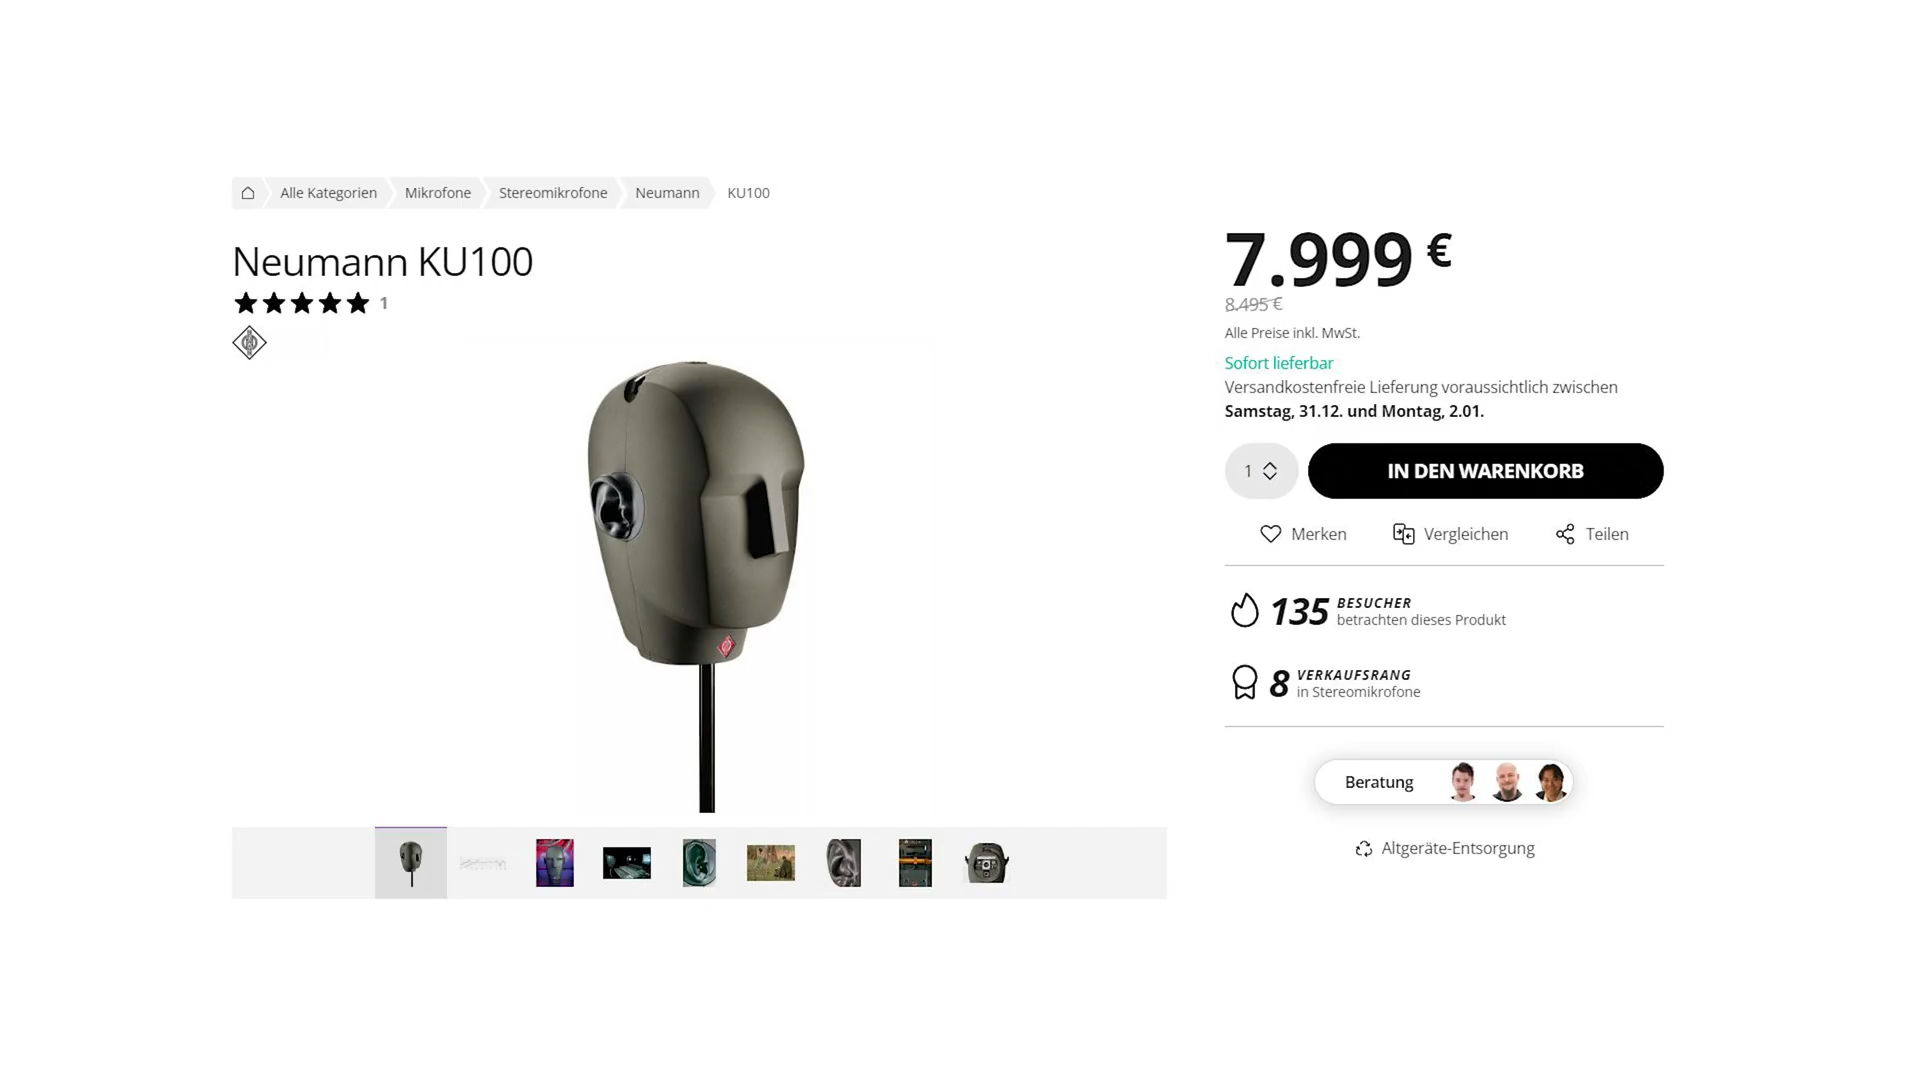 Alle Kategorien
Mikrofone
Stereomikrofone
Neumann
KU100
Neumann KU100
1
7.999 €
8.495 €
Alle Preise inkl. MwSt.
Sofort lieferbar
Versandkostenfreie Lieferung voraussichtlich zwischen
Samstag, 31.12. und Montag, 2.01.
1
IN DEN WARENKORB
Merken
Vergleichen
Teilen
135 BESUCHER
betrachten dieses Produkt
8 VERKAUFSRANG
in Stereomikrofone
Beratung
Altgeräte-Entsorgung